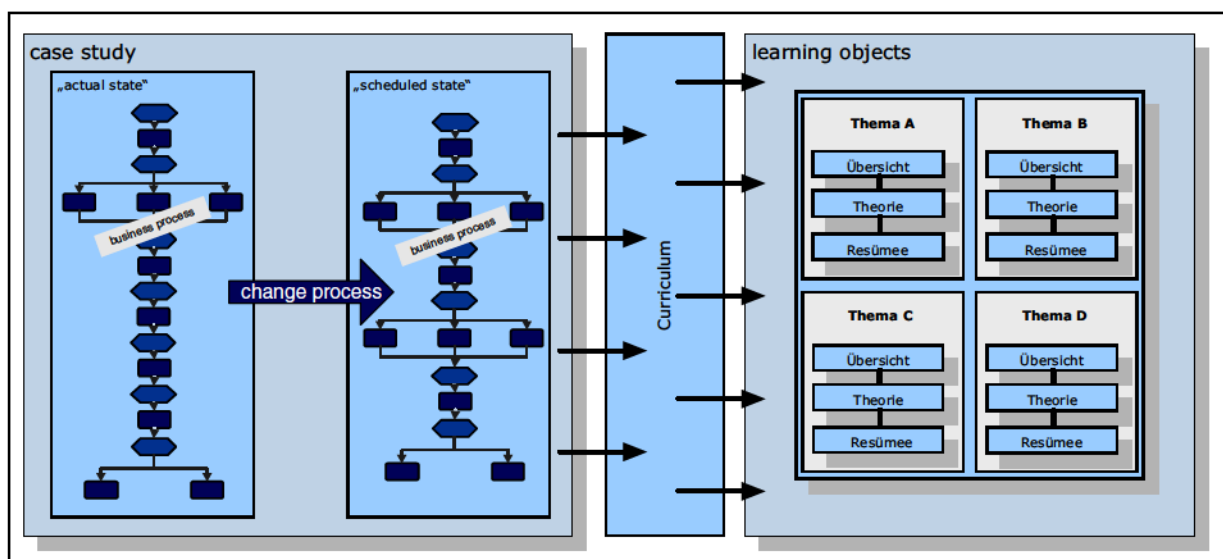 case study
„actual state“
business process
change process
„scheduled state“
business process
Curriculum
learning objects
Thema A
Übersicht
Theorie
Resümee
Thema B
Übersicht
Theorie
Resümee
Thema C
Übersicht
Theorie
Resümee
Thema D
Übersicht
Theorie
Resümee